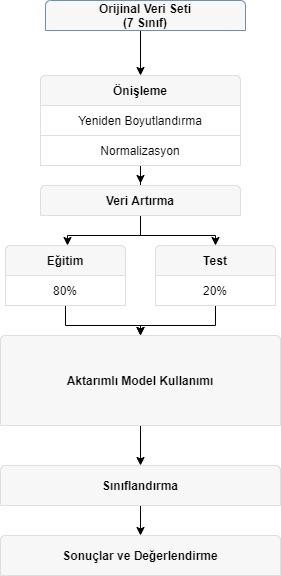 Orijinal Veri Seti
(7 Sınıf)
Önişleme
Yeniden Boyutlandırma
Normalizasyon
Veri Artırma
Eğitim
80%
Test
20%
Aktarımlı Model Kullanımı
Sınıflandırma
Sonuçlar ve Değerlendirme